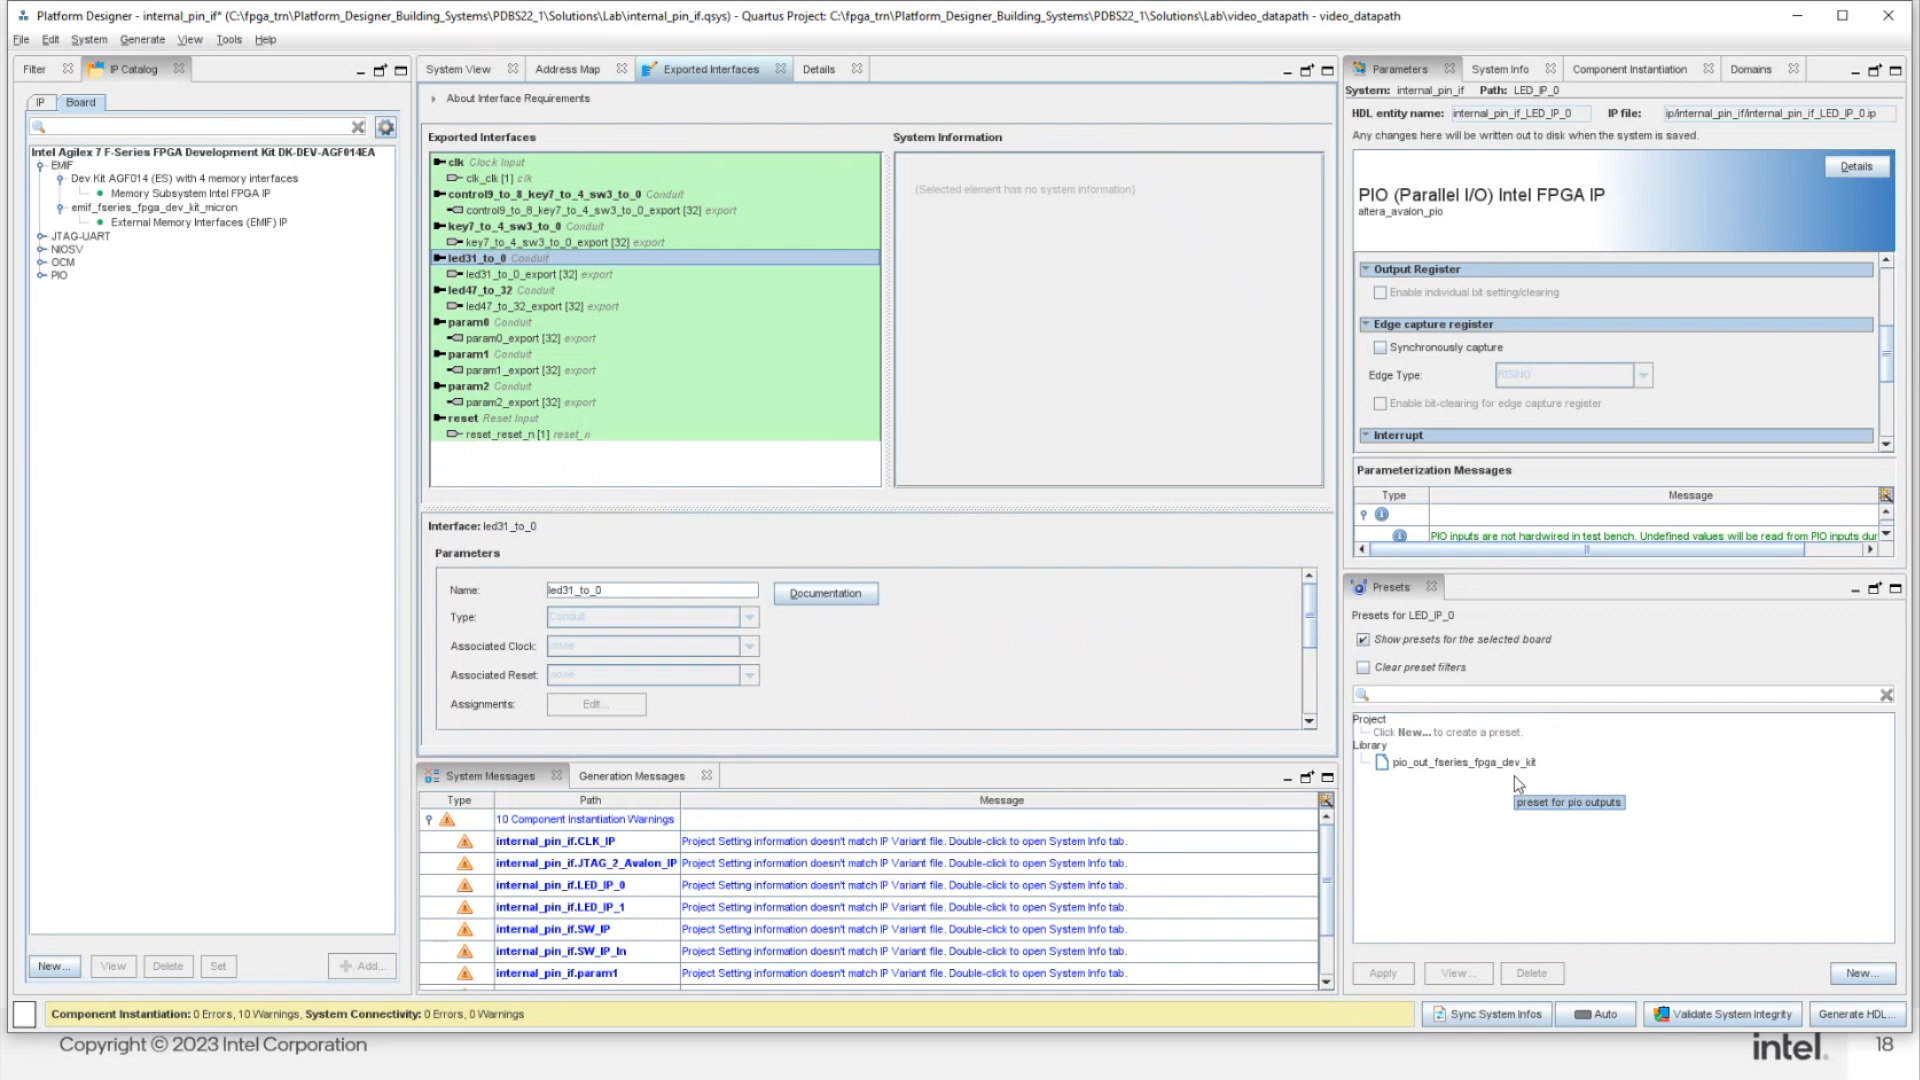 Platform Designer - internal_pin_if* (C:\fpga_trn\Platform_Designer_Building_Systems\PDBS22_1\Solutions\Lab\internal_pin_if.qsys) - Quartus Project: C:\fpga_trn\Platform_Designer_Building_Systems\PDBS22_1\Solutions\Lab\video_datapath - video_datapath
File Edit System Generate View Tools Help
Filter IP Catalog
IP Board
Intel Agilex 7 F-Series FPGA Development Kit DK-DEV-AGF014EA
EMIF
Dev Kit AGF014 (ES) with 4 memory interfaces
Memory Subsystem Intel FPGA IP
emif_fseries_fpga_dev_kit_micron
External Memory Interfaces (EMIF) IP
JTAG-UART
NIOSV
OCM
PIO
New... View Delete Set Add...
System View Address Map Exported Interfaces Details
About Interface Requirements
Exported Interfaces
clk Clock Input
clk_clk [1] clk
control9_to_8_key7_to_4_sw3_to_0 Conduit
control9_to_8_key7_to_4_sw3_to_0_export [32] export
key7_to_4_sw3_to_0 Conduit
key7_to_4_sw3_to_0_export [32] export
led31_to_0 Conduit
led31_to_0_export [32] export
led47_to_32 Conduit
led47_to_32_export [32] export
param0 Conduit
param0_export [32] export
param1 Conduit
param1_export [32] export
param2 Conduit
param2_export [32] export
reset Reset Input
reset_reset_n [1] reset_n
System Information
(Selected element has no system information)
Interface: led31_to_0
Parameters
Name: led31_to_0 Documentation
Type: Conduit
Associated Clock: none
Associated Reset: none
Assignments: Edit...
System Messages Generation Messages
Type Path Message
10 Component Instantiation Warnings
internal_pin_if.CLK_IP Project Setting information doesn't match IP Variant file. Double-click to open System Info tab.
internal_pin_if.JTAG_2_Avalon_IP Project Setting information doesn't match IP Variant file. Double-click to open System Info tab.
internal_pin_if.LED_IP_0 Project Setting information doesn't match IP Variant file. Double-click to open System Info tab.
internal_pin_if.LED_IP_1 Project Setting information doesn't match IP Variant file. Double-click to open System Info tab.
internal_pin_if.SW_IP Project Setting information doesn't match IP Variant file. Double-click to open System Info tab.
internal_pin_if.SW_IP_In Project Setting information doesn't match IP Variant file. Double-click to open System Info tab.
internal_pin_if.param1 Project Setting information doesn't match IP Variant file. Double-click to open System Info tab.
Parameters System Info Component Instantiation Domains
System: internal_pin_if Path: LED_IP_0
HDL entity name: internal_pin_if_LED_IP_0 IP file: ip/internal_pin_if/internal_pin_if_LED_IP_0.ip
Any changes here will be written out to disk when the system is saved.
Details
PIO (Parallel I/O) Intel FPGA IP
altera_avalon_pio
Output Register
Enable individual bit setting/clearing
Edge capture register
Synchronously capture
Edge Type: RISING
Enable bit-clearing for edge capture register
Interrupt
Parameterization Messages
Type Message
PIO inputs are not hardwired in test bench. Undefined values will be read from PIO inputs dur
Presets
Presets for LED_IP_0
Show presets for the selected board
Clear preset filters
Project
Click New... to create a preset.
Library
pio_out_fseries_fpga_dev_kit
preset for pio outputs
Apply View... Delete New...
Component Instantiation: 0 Errors, 10 Warnings, System Connectivity: 0 Errors, 0 Warnings
Sync System Infos Auto Validate System Integrity Generate HDL...
Copyright © 2023 Intel Corporation
intel.
18